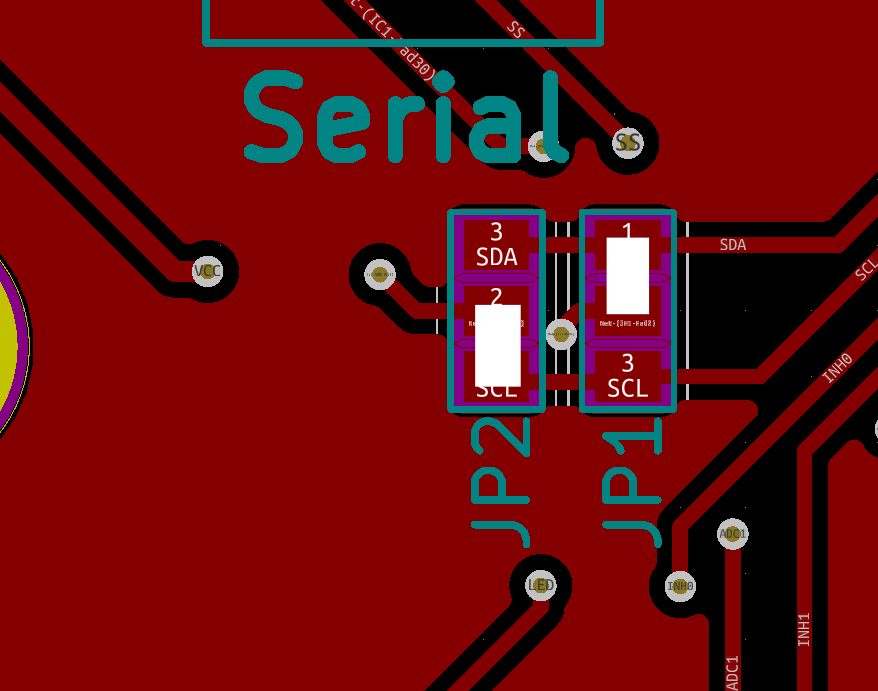 t-(IC1-Pad30)
SS
Serial
SS
VCC
3
SDA
1
SDA
2
SCL
3
SCL
SCL
INH0
JP2
JP1
ADC1
LED
INH0
INH1
ADC1